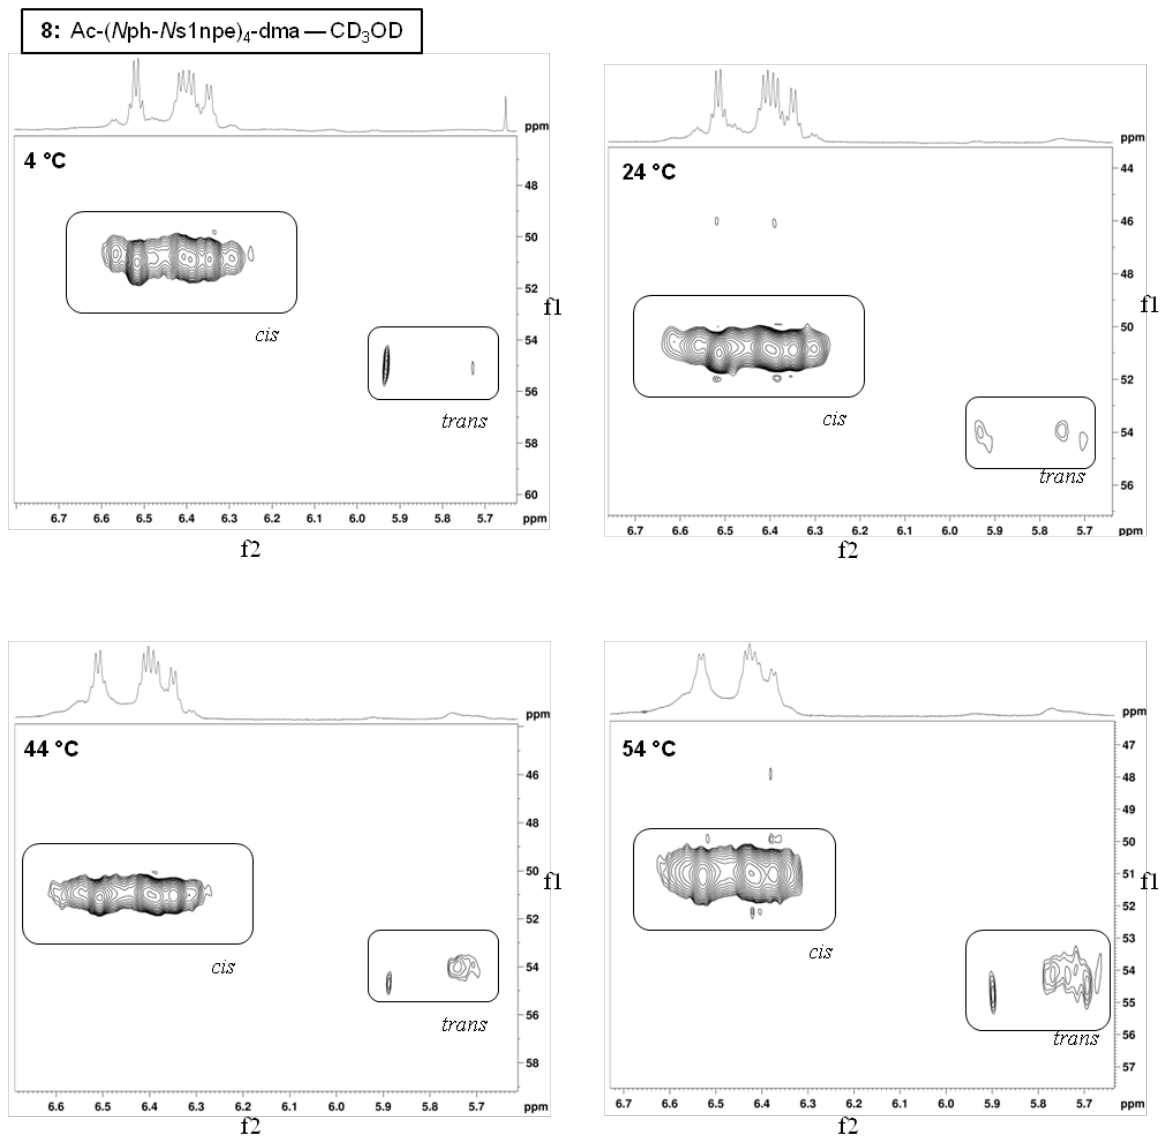 8: Ac-(Nph-Ns1npe)4-dma — CD3OD
ppm
4 °C
48
50
52
54
56
58
60
f1
cis
trans
6.7 6.6 6.5 6.4 6.3 6.2 6.1 6.0 5.9 5.8 5.7 ppm
f2
ppm
24 °C
44
46
48
50
52
54
56
f1
cis
trans
6.7 6.6 6.5 6.4 6.3 6.2 6.1 6.0 5.9 5.8 5.7 ppm
f2
ppm
44 °C
46
48
50
52
54
56
58
f1
cis
trans
6.6 6.5 6.4 6.3 6.2 6.1 6.0 5.9 5.8 5.7 ppm
f2
ppm
54 °C
47
48
49
50
51
52
53
54
55
56
57
f1
cis
trans
6.7 6.6 6.5 6.4 6.3 6.2 6.1 6.0 5.9 5.8 5.7 ppm
f2